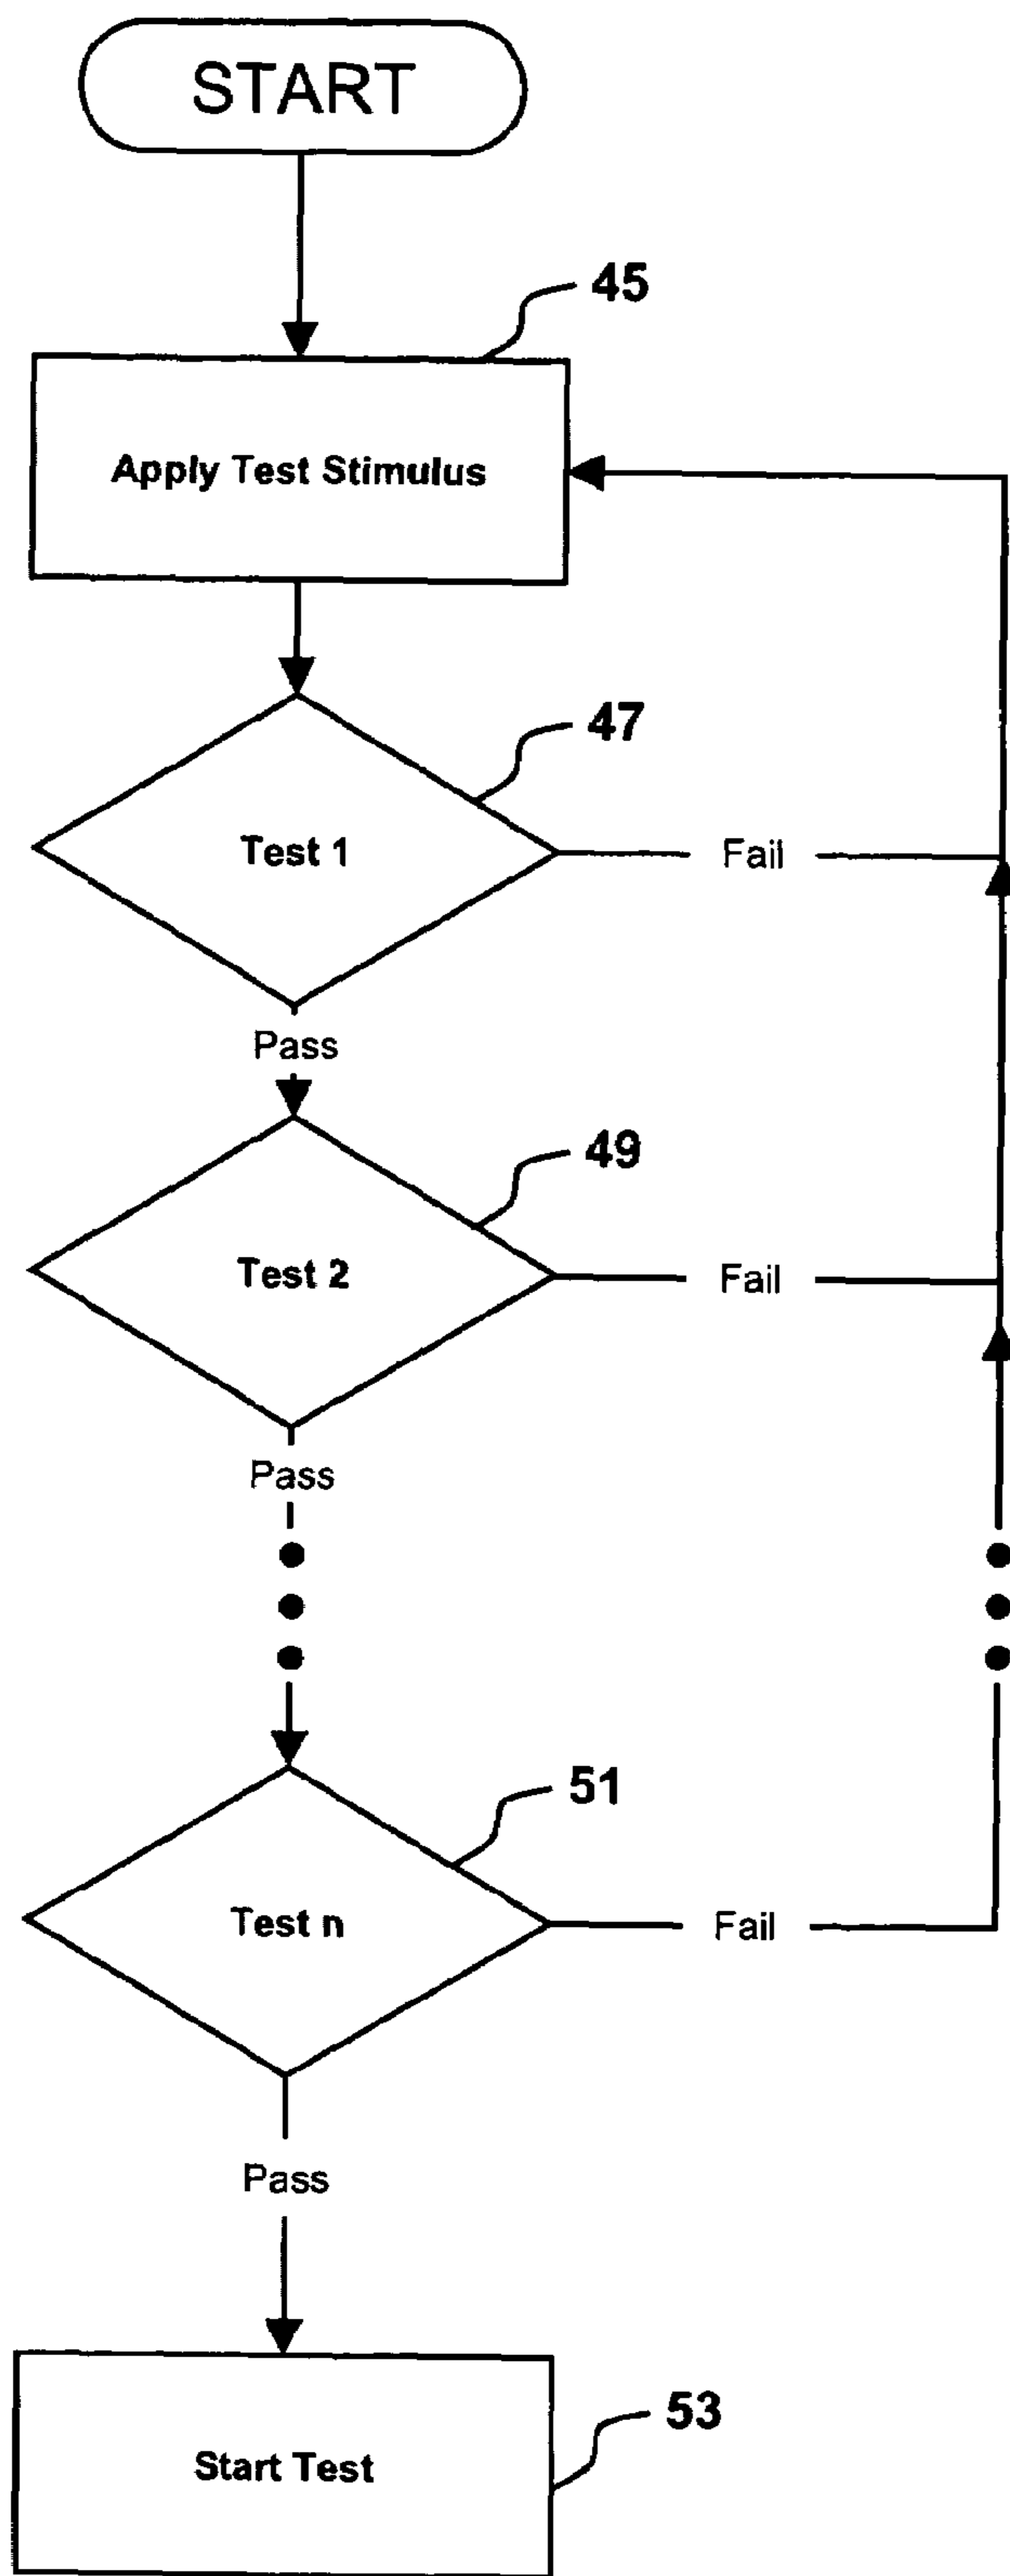 START
45
Apply Test Stimulus
47
Test 1
Fail
Pass
49
Test 2
Fail
Pass
51
Test n
Fail
Pass
53
Start Test